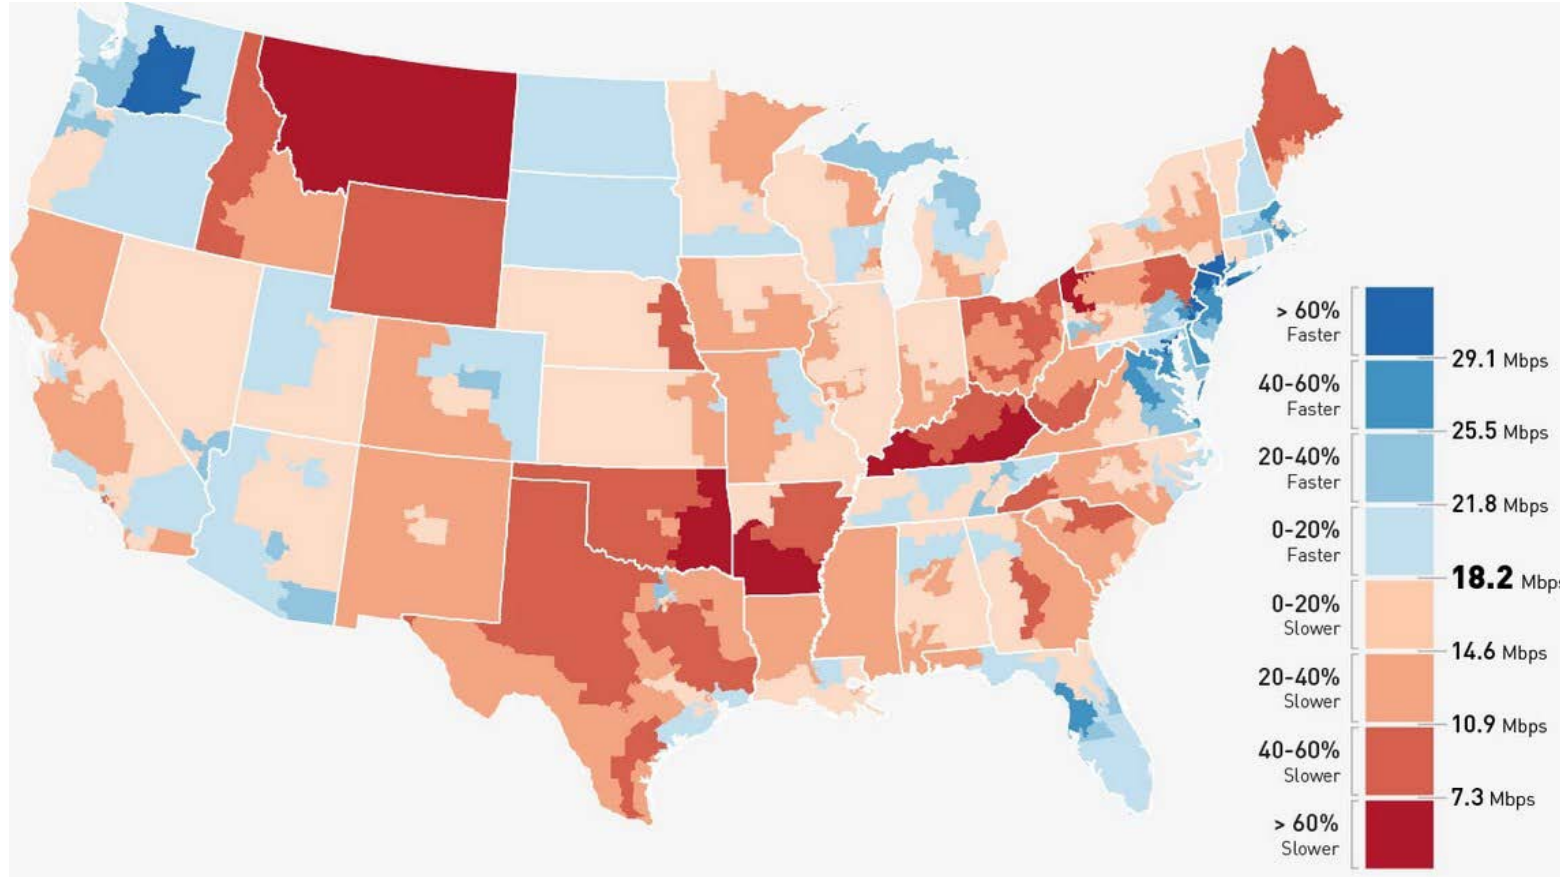 > 60%
Faster
29.1 Mbps
40-60%
Faster
25.5 Mbps
20-40%
Faster
21.8 Mbps
0-20%
Faster
18.2 Mbps
0-20%
Slower
14.6 Mbps
20-40%
Slower
10.9 Mbps
40-60%
Slower
7.3 Mbps
> 60%
Slower